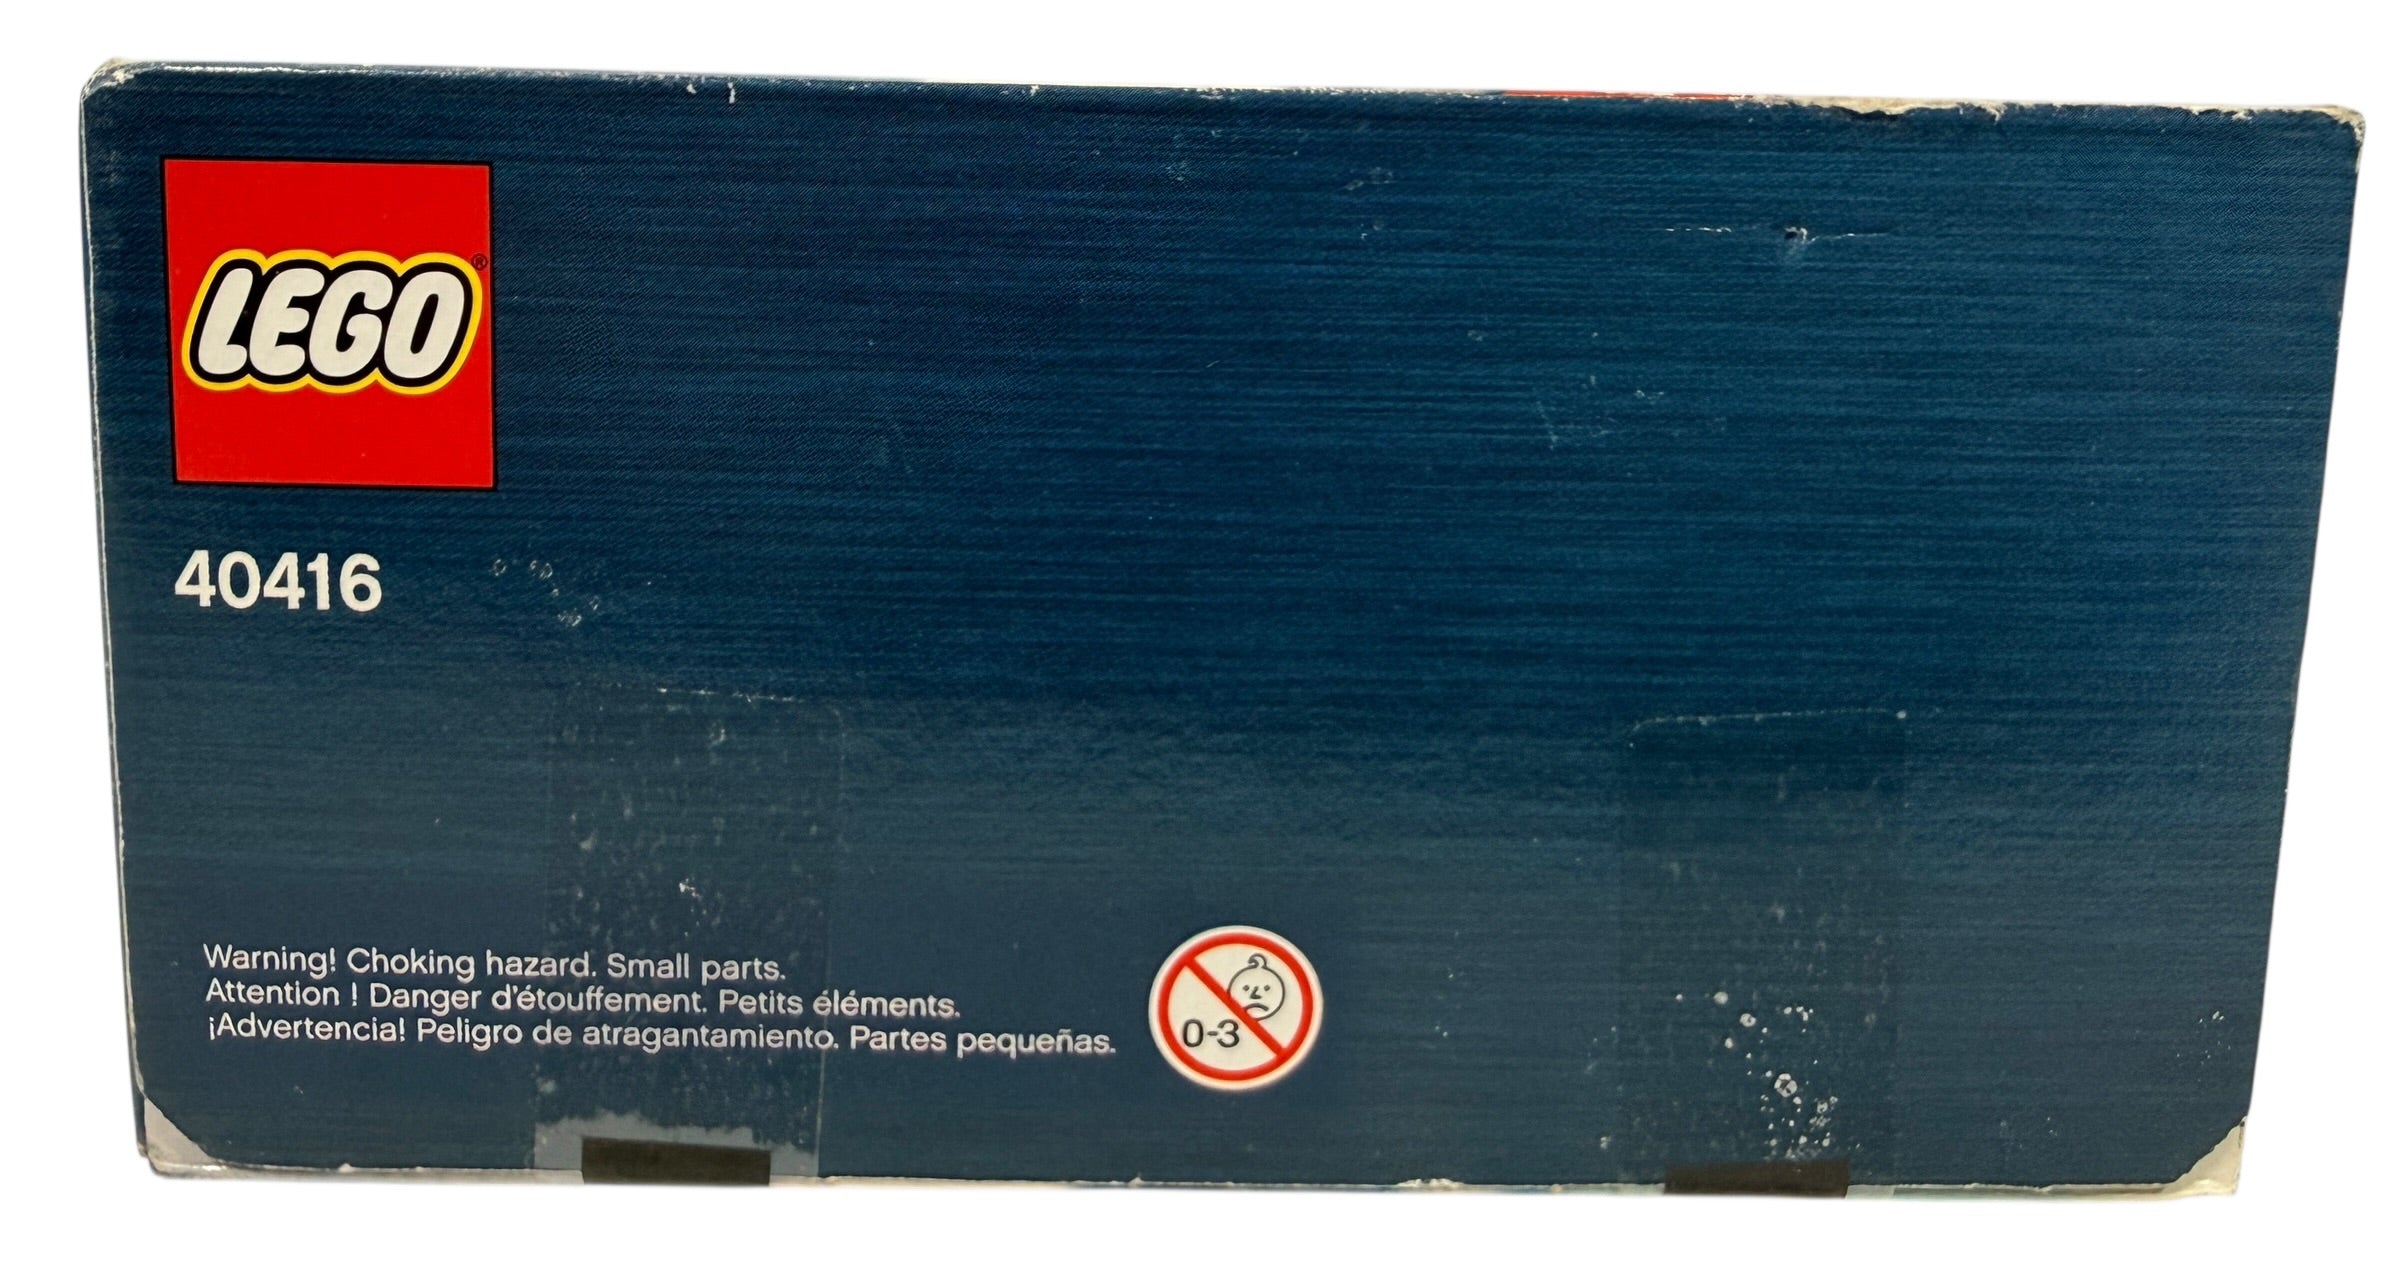 LEGO®
40416
Warning! Choking hazard. Small parts.
Attention ! Danger d'étouffement. Petits éléments.
¡Advertencia! Peligro de atragantamiento. Partes pequeñas.
0-3